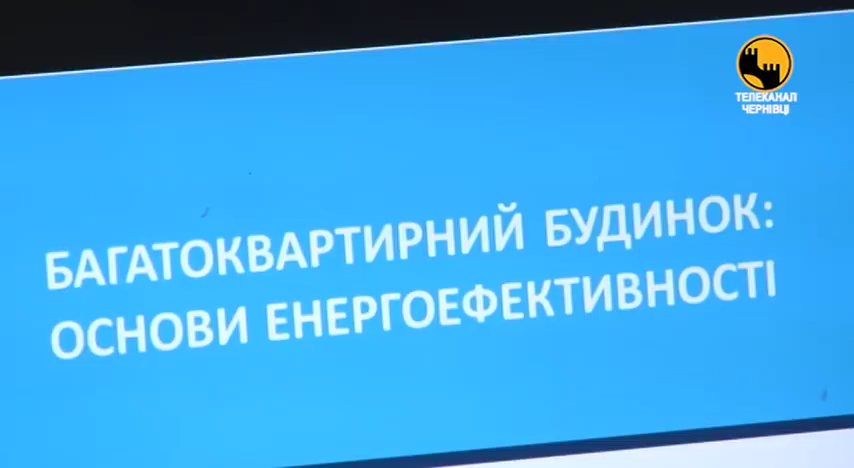 ТЕЛЕКАНАЛ
ЧЕРНІВЦІ
БАГАТОКВАРТИРНИЙ БУДИНОК:
ОСНОВИ ЕНЕРГОЕФЕКТИВНОСТІ